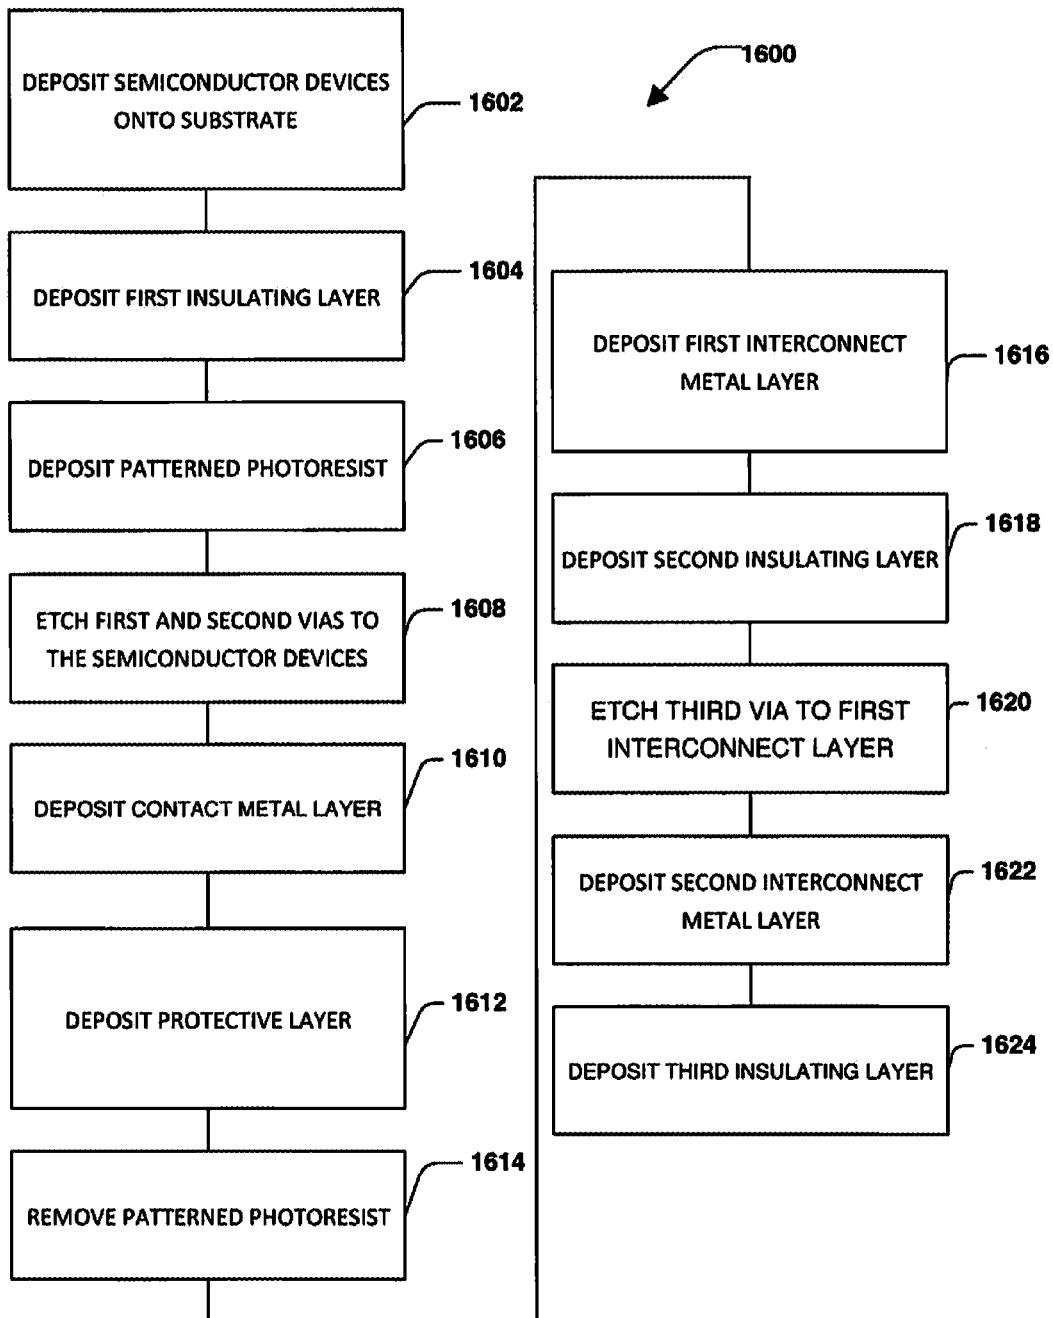 1600
DEPOSIT SEMICONDUCTOR DEVICES
ONTO SUBSTRATE
1602
DEPOSIT FIRST INSULATING LAYER
1604
DEPOSIT PATTERNED PHOTORESIST
1606
ETCH FIRST AND SECOND VIAS TO
THE SEMICONDUCTOR DEVICES
1608
DEPOSIT CONTACT METAL LAYER
1610
DEPOSIT PROTECTIVE LAYER
1612
REMOVE PATTERNED PHOTORESIST
1614
DEPOSIT FIRST INTERCONNECT
METAL LAYER
1616
DEPOSIT SECOND INSULATING LAYER
1618
ETCH THIRD VIA TO FIRST
INTERCONNECT LAYER
1620
DEPOSIT SECOND INTERCONNECT
METAL LAYER
1622
DEPOSIT THIRD INSULATING LAYER
1624